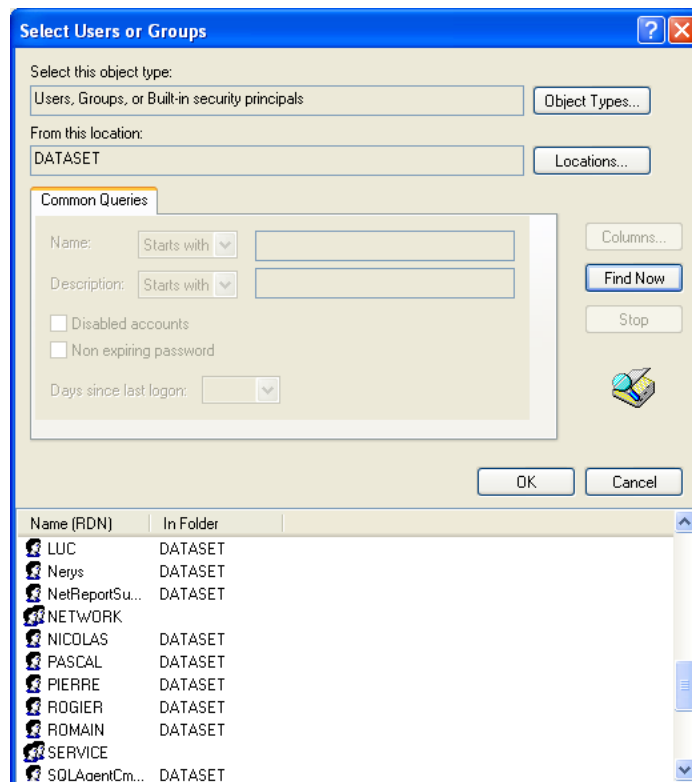 Select Users or Groups
Select this object type:
Users, Groups, or Built-in security principals
Object Types...
From this location:
DATASET
Locations...
Common Queries
Name: Starts with
Columns...
Description: Starts with
Find Now
Disabled accounts
Stop
Non expiring password
Days since last logon:
OK Cancel
Name (RDN) In Folder
LUC DATASET
Nerys DATASET
NetReportSu... DATASET
NETWORK
NICOLAS DATASET
PASCAL DATASET
PIERRE DATASET
ROGIER DATASET
ROMAIN DATASET
SERVICE
SQLAgentCm... DATASET